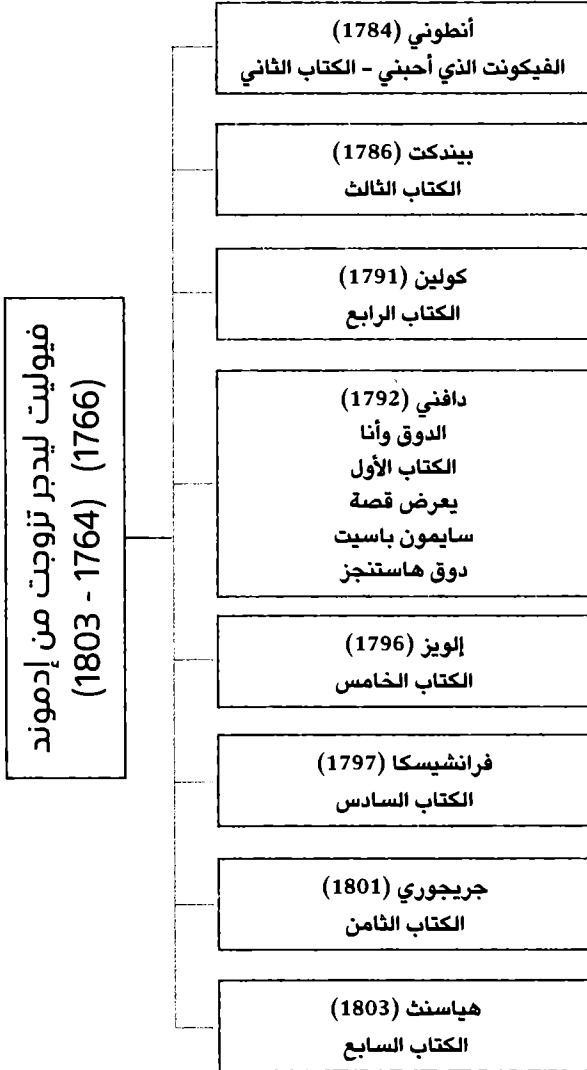 فيوليت ليدجر تزوجت من إدموند
(1766) (1764 - 1803)
أنطوني (1784)
الفيكونت الذي أحبني – الكتاب الثاني
بيندكت (1786)
الكتاب الثالث
كولين (1791)
الكتاب الرابع
دافني (1792)
الدوق وأنا
الكتاب الأول
يعرض قصة
سايمون باسيت
دوق هاستنجز
إلويز (1796)
الكتاب الخامس
فرانشيسكا (1797)
الكتاب السادس
جريجوري (1801)
الكتاب الثامن
هياسنث (1803)
الكتاب السابع